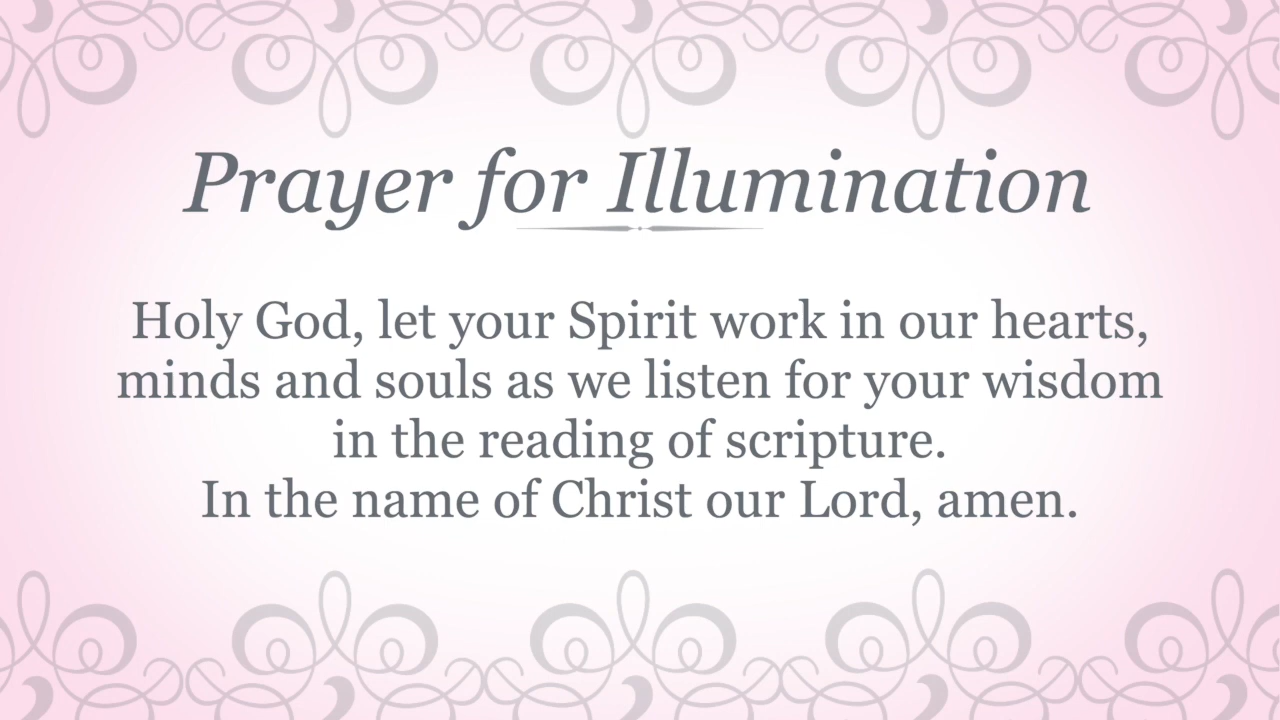 Prayer for Illumination
Holy God, let your Spirit work in our hearts,
minds and souls as we listen for your wisdom
in the reading of scripture.
In the name of Christ our Lord, amen.